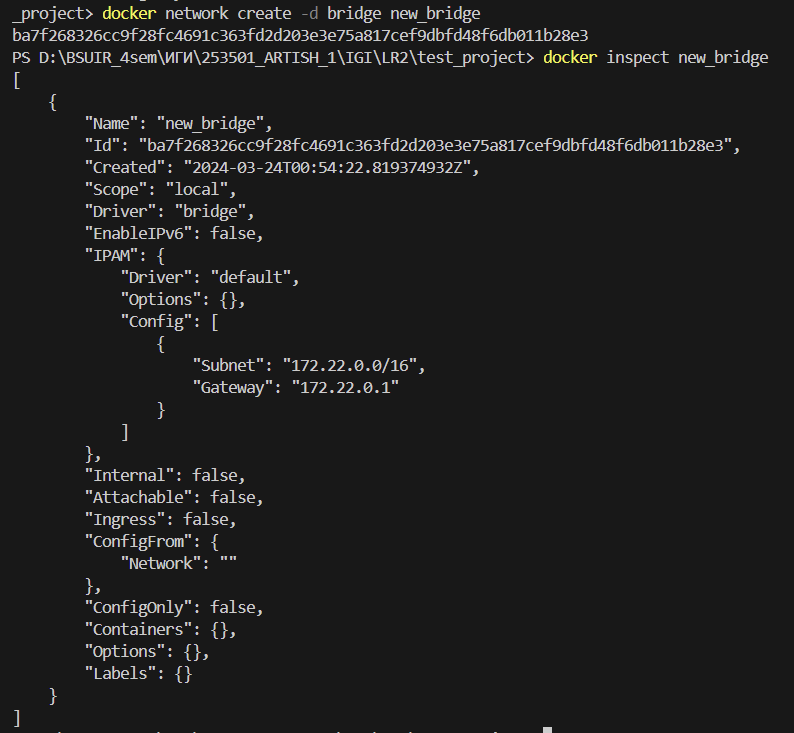 _project> docker network create -d bridge new_bridge
ba7f268326cc9f28fc4691c363fd2d203e3e75a817cef9dbfd48f6db011b28e3
PS D:\BSUIR_4sem\ИГИ\253501_ARTISH_1\IGI\LR2\test_project> docker inspect new_bridge
[
    {
        "Name": "new_bridge",
        "Id": "ba7f268326cc9f28fc4691c363fd2d203e3e75a817cef9dbfd48f6db011b28e3",
        "Created": "2024-03-24T00:54:22.819374932Z",
        "Scope": "local",
        "Driver": "bridge",
        "EnableIPv6": false,
        "IPAM": {
            "Driver": "default",
            "Options": {},
            "Config": [
                {
                    "Subnet": "172.22.0.0/16",
                    "Gateway": "172.22.0.1"
                }
            ]
        },
        "Internal": false,
        "Attachable": false,
        "Ingress": false,
        "ConfigFrom": {
            "Network": ""
        },
        "ConfigOnly": false,
        "Containers": {},
        "Options": {},
        "Labels": {}
    }
]